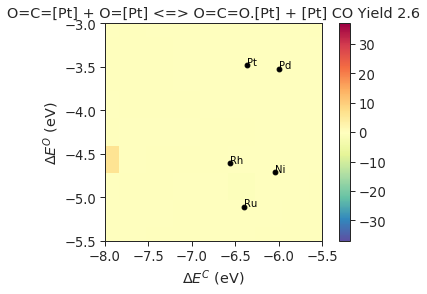 O=C=[Pt] + O=[Pt] <=> O=C=O.[Pt] + [Pt] CO Yield 2.6
−3.0
−3.5
−4.0
−4.5
−5.0
−5.5
ΔE^O (eV)
Pt
Pd
Rh
Ni
Ru
−8.0 −7.5 −7.0 −6.5 −6.0 −5.5
ΔE^C (eV)
30
20
10
0
−10
−20
−30